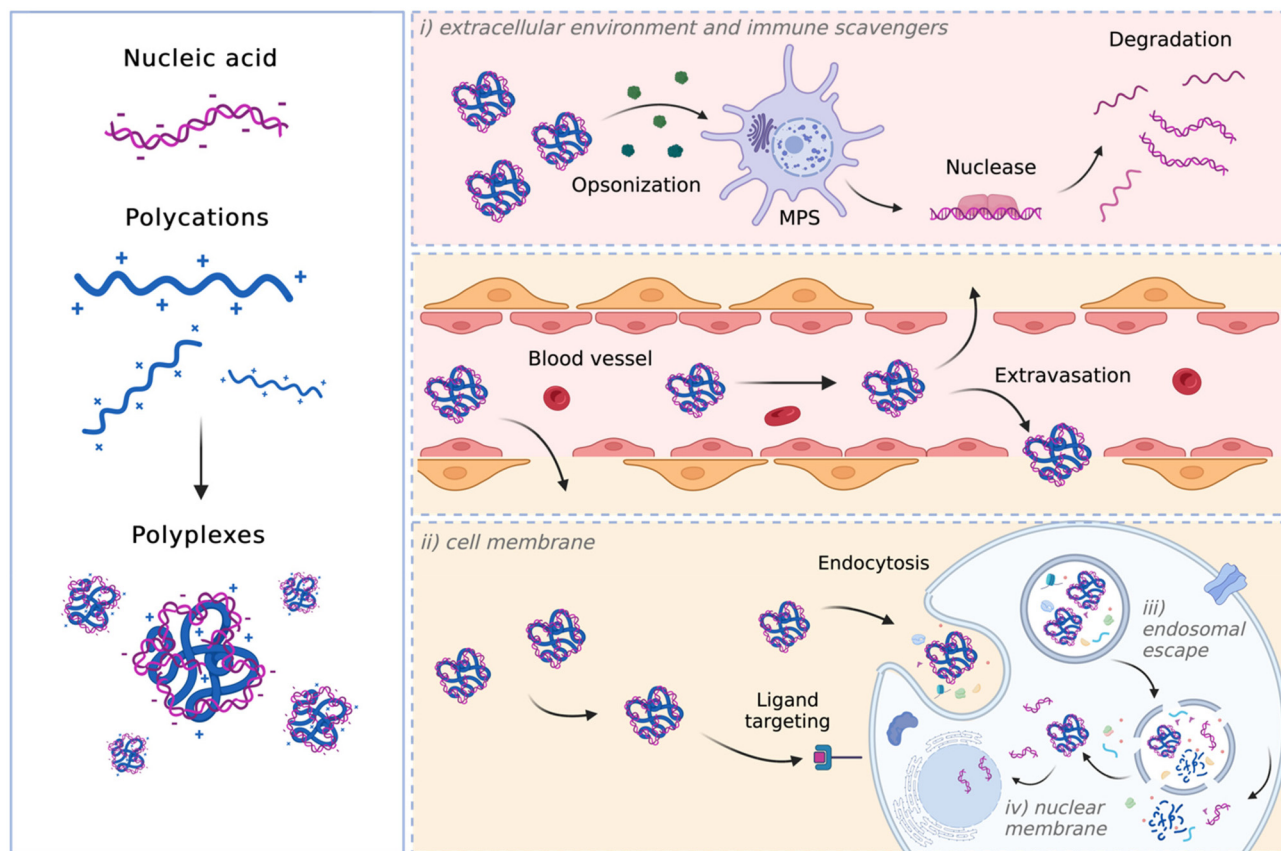 Nucleic acid
Polycations
Polyplexes
i) extracellular environment and immune scavengers
Opsonization
MPS
Nuclease
Degradation
Blood vessel
Extravasation
ii) cell membrane
Endocytosis
Ligand
targeting
iii)
endosomal
escape
iv) nuclear
membrane